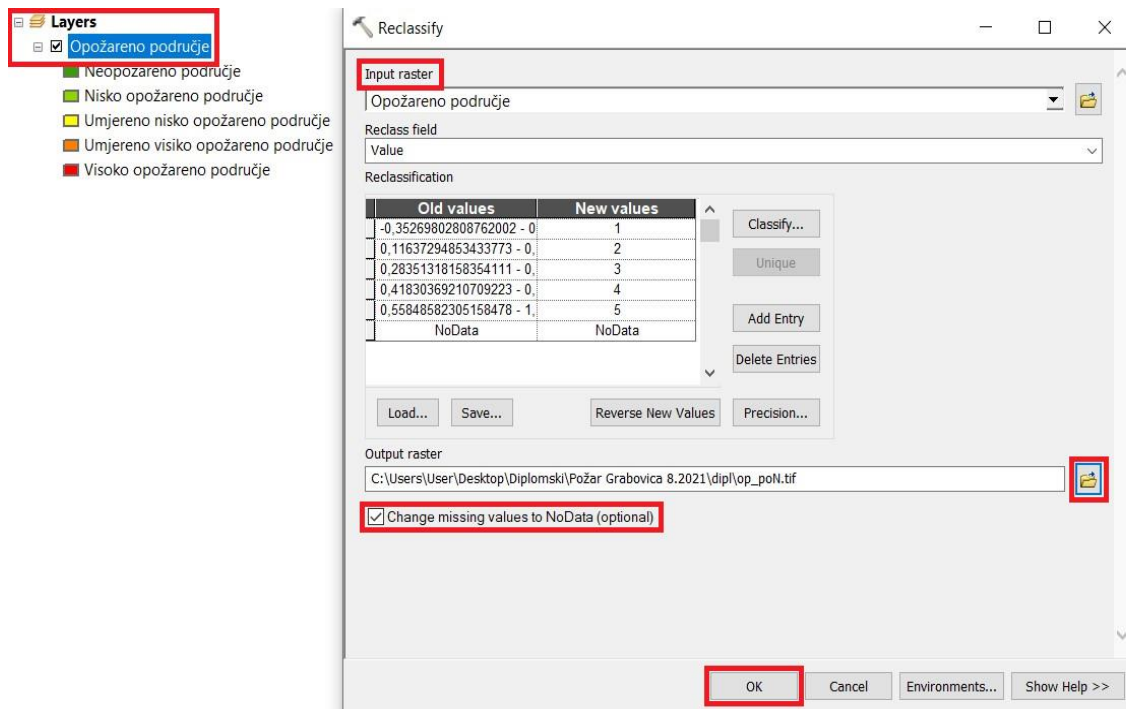 Layers
Opožareno područje
Neopožareno područje
Nisko opožareno područje
Umjereno nisko opožareno područje
Umjereno visiko opožareno područje
Visoko opožareno područje
Reclassify
Input raster
Opožareno područje
Reclass field
Value
Reclassification
Old values New values
-0,35269802808762002 - 0 1
0,11637294853433773 - 0, 2
0,28351318158354111 - 0, 3
0,41830369210709223 - 0, 4
0,55848582305158478 - 1, 5
NoData NoData
Classify...
Unique
Add Entry
Delete Entries
Load... Save... Reverse New Values Precision...
Output raster
C:\Users\User\Desktop\Diplomski\Požar Grabovica 8.2021\dipl\op_poN.tif
Change missing values to NoData (optional)
OK Cancel Environments... Show Help >>